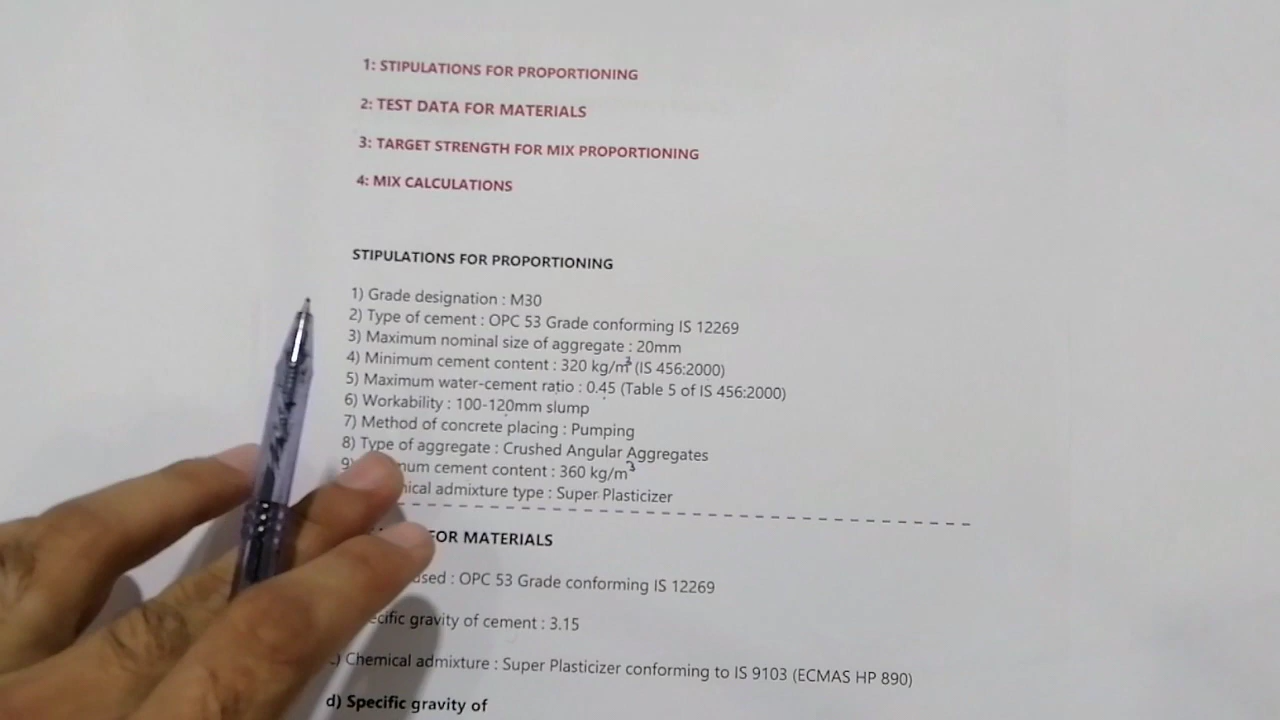 1: STIPULATIONS FOR PROPORTIONING
2: TEST DATA FOR MATERIALS
3: TARGET STRENGTH FOR MIX PROPORTIONING
4: MIX CALCULATIONS
STIPULATIONS FOR PROPORTIONING
1) Grade designation : M30
2) Type of cement : OPC 53 Grade conforming IS 12269
3) Maximum nominal size of aggregate : 20mm
4) Minimum cement content : 320 kg/m³ (IS 456:2000)
5) Maximum water-cement ratio : 0.45 (Table 5 of IS 456:2000)
6) Workability : 100-120mm slump
7) Method of concrete placing : Pumping
8) Type of aggregate : Crushed Angular Aggregates
9) cement content : 360 kg/m³
admixture type : Super Plasticizer
FOR MATERIALS
: OPC 53 Grade conforming IS 12269
gravity of cement : 3.15
) Chemical admixture : Super Plasticizer conforming to IS 9103 (ECMAS HP 890)
d) Specific gravity of